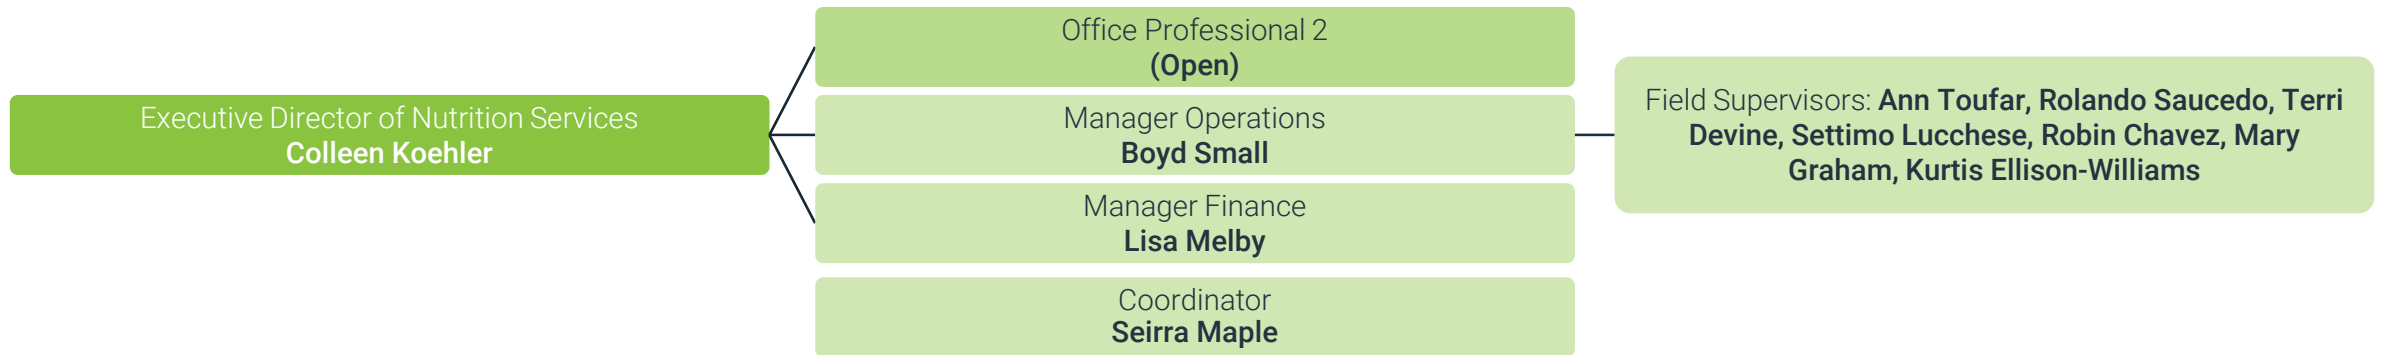 Executive Director of Nutrition Services
Colleen Koehler
Office Professional 2
(Open)
Manager Operations
Boyd Small
Manager Finance
Lisa Melby
Coordinator
Seirra Maple
Field Supervisors: Ann Toufar, Rolando Saucedo, Terri
Devine, Settimo Lucchese, Robin Chavez, Mary
Graham, Kurtis Ellison-Williams